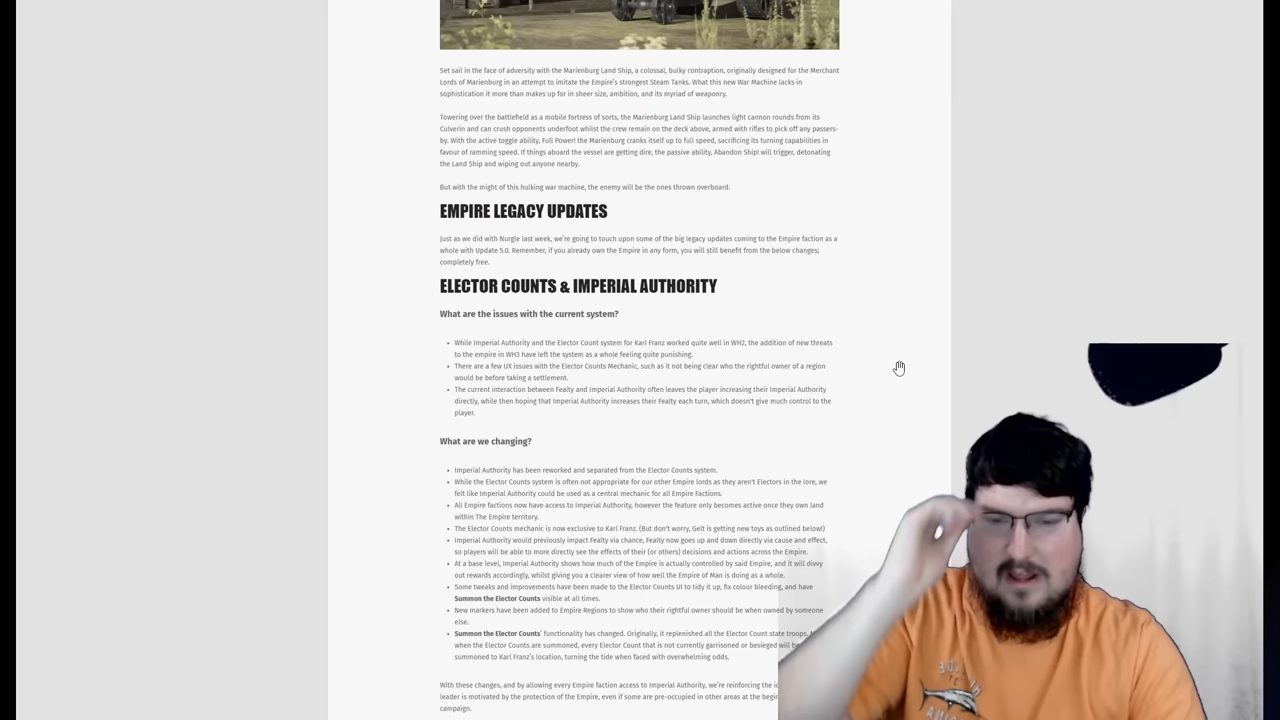 Set sail in the face of adversity with the Marienburg Land Ship, a colossal, bulky contraption, originally designed for the Merchant
Lords of Marienburg in an attempt to imitate the Empire's strongest Steam Tanks. What this new War Machine lacks in
sophistication it more than makes up for in sheer size, ambition, and its myriad of weaponry.
Towering over the battlefield as a mobile fortress of sorts, the Marienburg Land Ship launches light cannon rounds from its
Culverin and can crush opponents underfoot whilst the crew remain on the deck above, armed with rifles to pick off any passers-
by. With the active toggle ability, Full Power! the Marienburg cranks itself up to full speed, sacrificing its turning capabilities in
favour of ramming speed. If things aboard the vessel are getting dire, the passive ability, Abandon Ship! will trigger, detonating
the Land Ship and wiping out anyone nearby.
But with the might of this hulking war machine, the enemy will be the ones thrown overboard.
EMPIRE LEGACY UPDATES
Just as we did with Nurgle last week, we're going to touch upon some of the big legacy updates coming to the Empire faction as a
whole with Update 5.0. Remember, if you already own the Empire in any form, you will still benefit from the below changes;
completely free.
ELECTOR COUNTS & IMPERIAL AUTHORITY
What are the issues with the current system?
• While Imperial Authority and the Elector Count system for Karl Franz worked quite well in WH2, the addition of new threats
to the empire in WH3 have left the system as a whole feeling quite punishing.
• There are a few UX issues with the Elector Counts Mechanic, such as it not being clear who the rightful owner of a region
would be before taking a settlement.
• The current interaction between Fealty and Imperial Authority often leaves the player increasing their Imperial Authority
directly, while then hoping that Imperial Authority increases their Fealty each turn, which doesn't give much control to the
player.
What are we changing?
• Imperial Authority has been reworked and separated from the Elector Counts system.
• While the Elector Counts system is often not appropriate for our other Empire lords as they aren't Electors in the lore, we
felt like Imperial Authority could be used as a central mechanic for all Empire Factions.
• All Empire factions now have access to Imperial Authority, however the feature only becomes active once they own land
within The Empire territory.
• The Elector Counts mechanic is now exclusive to Karl Franz. (But don't worry, Gelt is getting new toys as outlined below!)
• Imperial Authority would previously impact Fealty via chance, Fealty now goes up and down directly via cause and effect,
so players will be able to more directly see the effects of their (or others) decisions and actions across the Empire.
• At a base level, Imperial Authority shows how much of the Empire is actually controlled by said Empire, and it will divvy
out rewards accordingly, whilst giving you a clearer view of how well the Empire of Man is doing as a whole.
• Some tweaks and improvements have been made to the Elector Counts UI to tidy it up, fix colour bleeding, and have
Summon the Elector Counts visible at all times.
• New markers have been added to Empire Regions to show who their rightful owner should be when owned by someone
else.
• Summon the Elector Counts' functionality has changed. Originally, it replenished all the Elector Count state troops.
when the Elector Counts are summoned, every Elector Count that is not currently garrisoned or besieged will be
summoned to Karl Franz's location, turning the tide when faced with overwhelming odds.
With these changes, and by allowing every Empire faction access to Imperial Authority, we're reinforcing the
leader is motivated by the protection of the Empire, even if some are pre-occupied in other areas at the
campaign.